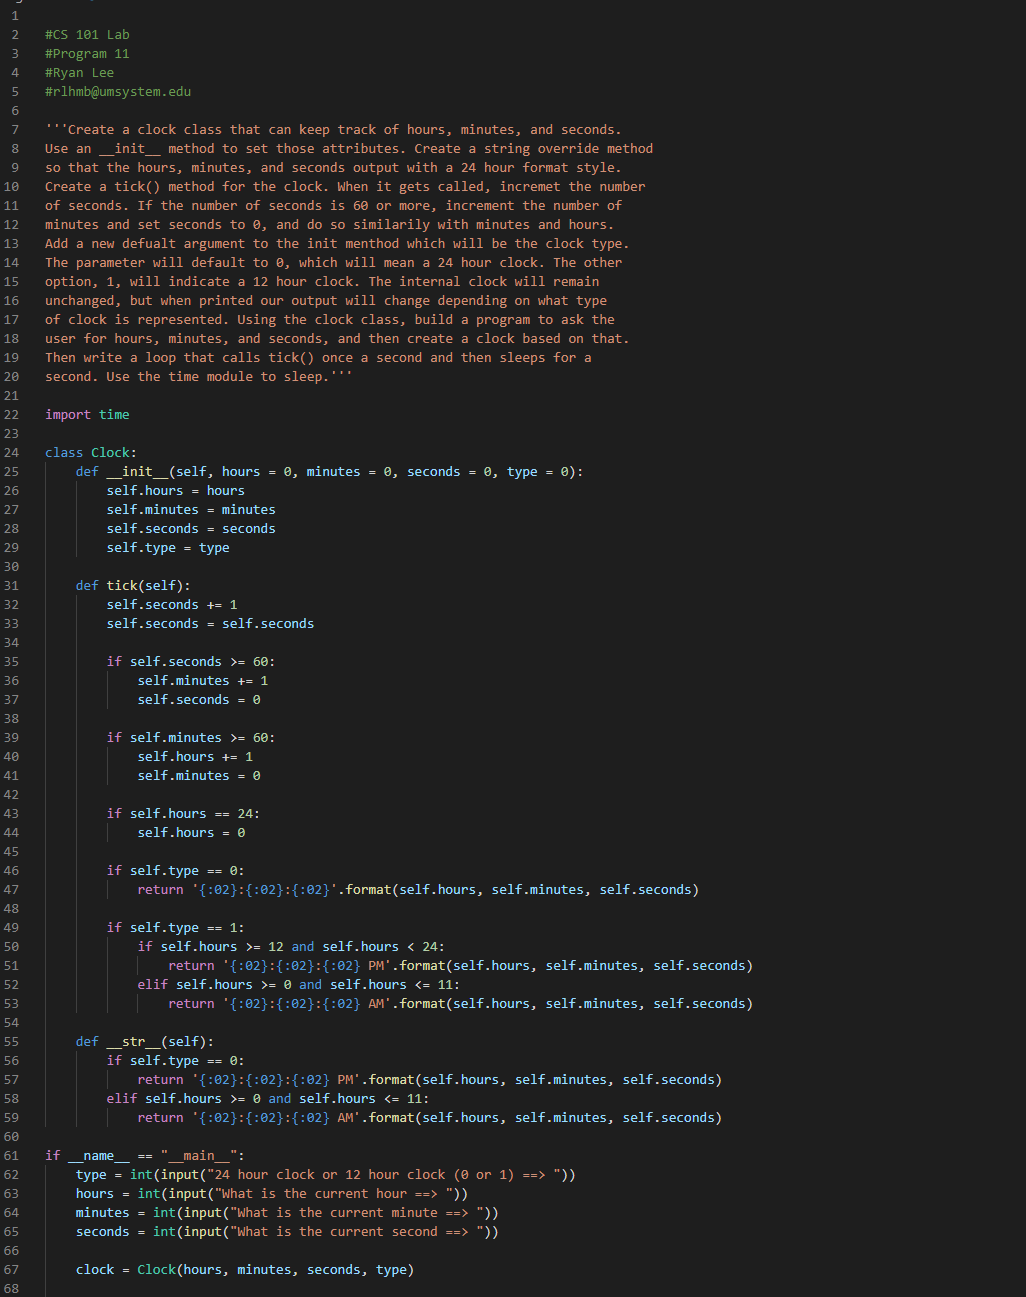 1
2 #CS 101 Lab
3 #Program 11
4 #Ryan Lee
5 #rlhmb@umsystem.edu
6
7 '''Create a clock class that can keep track of hours, minutes, and seconds.
8 Use an __init__ method to set those attributes. Create a string override method
9 so that the hours, minutes, and seconds output with a 24 hour format style.
10 Create a tick() method for the clock. When it gets called, incremet the number
11 of seconds. If the number of seconds is 60 or more, increment the number of
12 minutes and set seconds to 0, and do so similarily with minutes and hours.
13 Add a new defualt argument to the init menthod which will be the clock type.
14 The parameter will default to 0, which will mean a 24 hour clock. The other
15 option, 1, will indicate a 12 hour clock. The internal clock will remain
16 unchanged, but when printed our output will change depending on what type
17 of clock is represented. Using the clock class, build a program to ask the
18 user for hours, minutes, and seconds, and then create a clock based on that.
19 Then write a loop that calls tick() once a second and then sleeps for a
20 second. Use the time module to sleep.'''
21
22 import time
23
24 class Clock:
25     def __init__(self, hours = 0, minutes = 0, seconds = 0, type = 0):
26         self.hours = hours
27         self.minutes = minutes
28         self.seconds = seconds
29         self.type = type
30
31     def tick(self):
32         self.seconds += 1
33         self.seconds = self.seconds
34
35         if self.seconds >= 60:
36             self.minutes += 1
37             self.seconds = 0
38
39         if self.minutes >= 60:
40             self.hours += 1
41             self.minutes = 0
42
43         if self.hours == 24:
44             self.hours = 0
45
46         if self.type == 0:
47             return '{:02}:{:02}:{:02}'.format(self.hours, self.minutes, self.seconds)
48
49         if self.type == 1:
50             if self.hours >= 12 and self.hours < 24:
51                 return '{:02}:{:02}:{:02} PM'.format(self.hours, self.minutes, self.seconds)
52             elif self.hours >= 0 and self.hours <= 11:
53                 return '{:02}:{:02}:{:02} AM'.format(self.hours, self.minutes, self.seconds)
54
55     def __str__(self):
56         if self.type == 0:
57             return '{:02}:{:02}:{:02} PM'.format(self.hours, self.minutes, self.seconds)
58         elif self.hours >= 0 and self.hours <= 11:
59             return '{:02}:{:02}:{:02} AM'.format(self.hours, self.minutes, self.seconds)
60
61 if __name__ == "__main__":
62     type = int(input("24 hour clock or 12 hour clock (0 or 1) ==> "))
63     hours = int(input("What is the current hour ==> "))
64     minutes = int(input("What is the current minute ==> "))
65     seconds = int(input("What is the current second ==> "))
66
67     clock = Clock(hours, minutes, seconds, type)
68